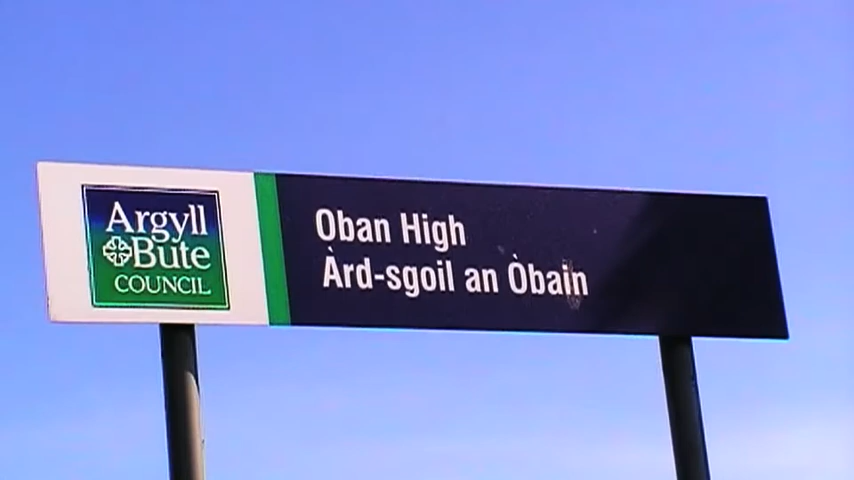 Argyll
Bute
COUNCIL
Oban High
Àrd-sgoil an Òbain